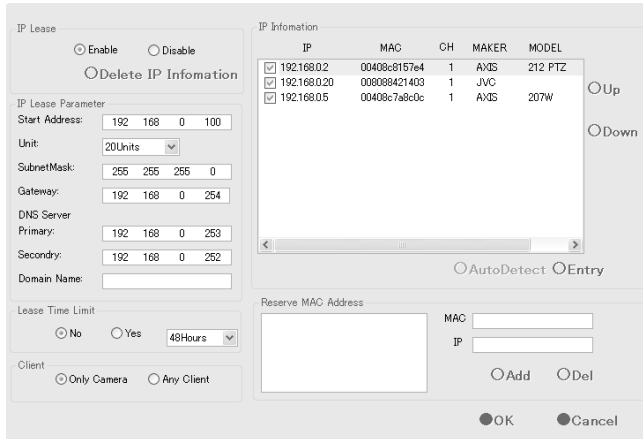 IP Lease
Enable Disable
Delete IP Infomation
IP Lease Parameter
Start Address: 192 168 0 100
Unit: 20Units
SubnetMask: 255 255 255 0
Gateway: 192 168 0 254
DNS Server
Primary: 192 168 0 253
Secondry: 192 168 0 252
Domain Name:
Lease Time Limit
No Yes 48Hours
Client
Only Camera Any Client
IP Infomation
IP MAC CH MAKER MODEL
192.168.0.2 00408c8157e4 1 AXIS 212 PTZ
192.168.0.20 008088421403 1 JVC
192.168.0.5 00408c7a8c0c 1 AXIS 207W
Up
Down
AutoDetect Entry
Reserve MAC Address
MAC
IP
Add Del
OK Cancel